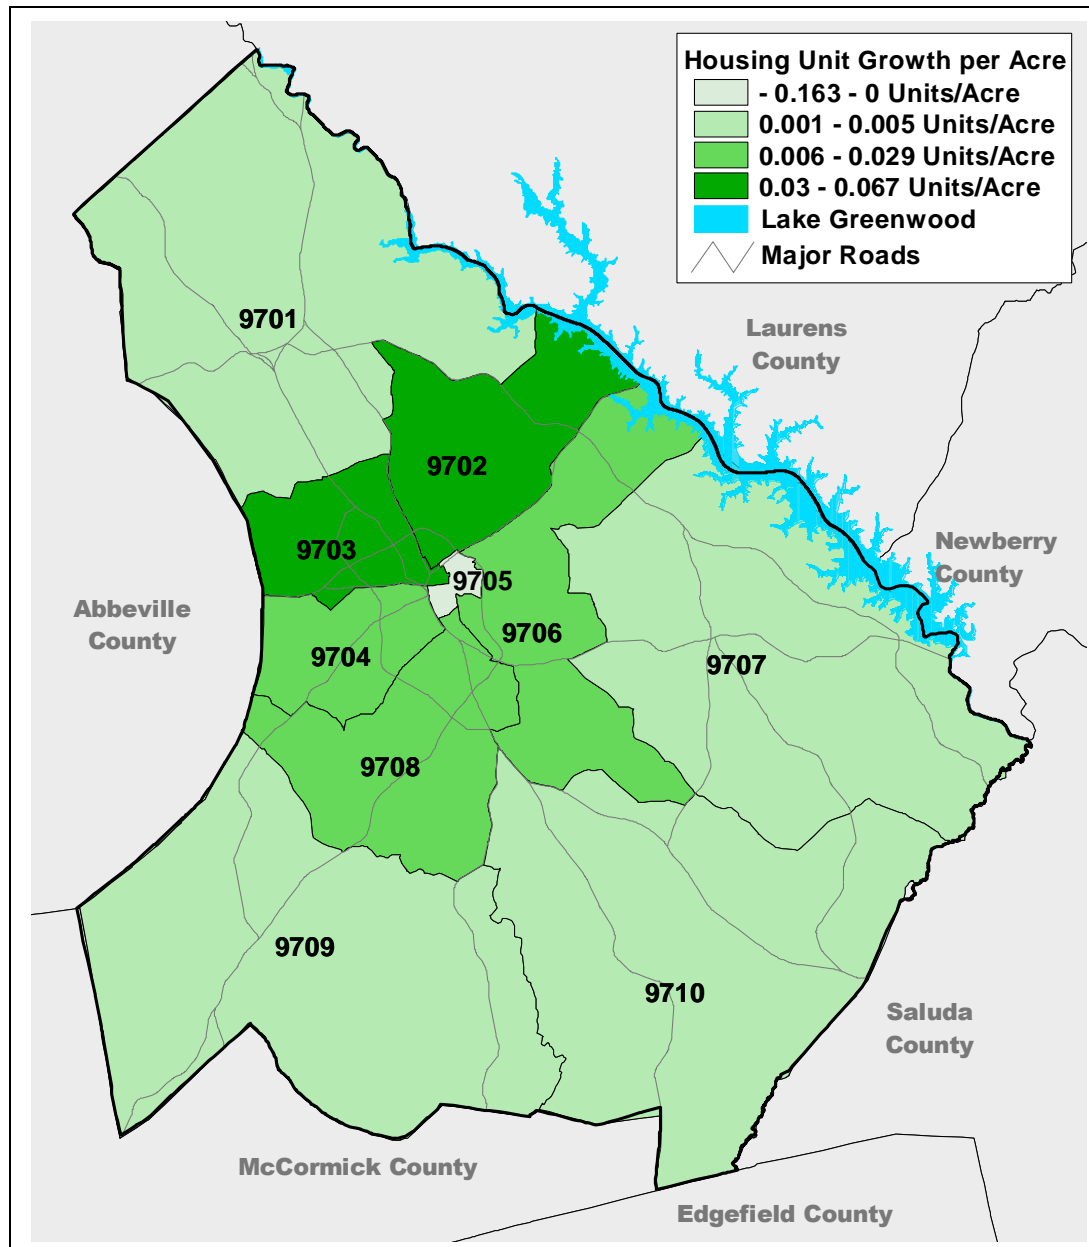 Housing Unit Growth per Acre
- 0.163 - 0 Units/Acre
0.001 - 0.005 Units/Acre
0.006 - 0.029 Units/Acre
0.03 - 0.067 Units/Acre
Lake Greenwood
Major Roads
9701
Laurens
County
9702
9703
Newberry
County
9705
Abbeville
County
9706
9704
9707
9708
9709
9710
Saluda
County
McCormick County
Edgefield County